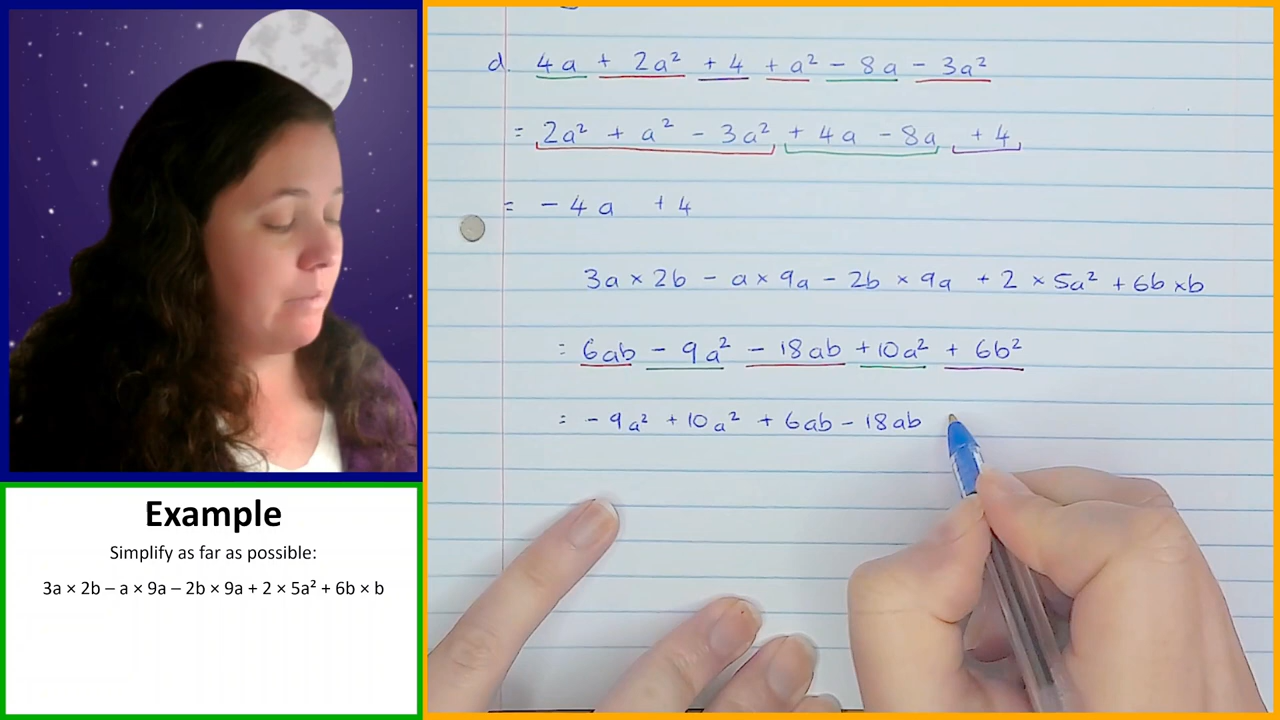 d. 4a + 2a² + 4 + a² - 8a - 3a²
= 2a² + a² - 3a² + 4a - 8a + 4
= - 4a + 4
3a × 2b - a × 9a - 2b × 9a + 2 × 5a² + 6b × b
= 6ab - 9a² - 18ab + 10a² + 6b²
= - 9a² + 10a² + 6ab - 18ab
Example
Simplify as far as possible:
3a × 2b – a × 9a – 2b × 9a + 2 × 5a² + 6b × b